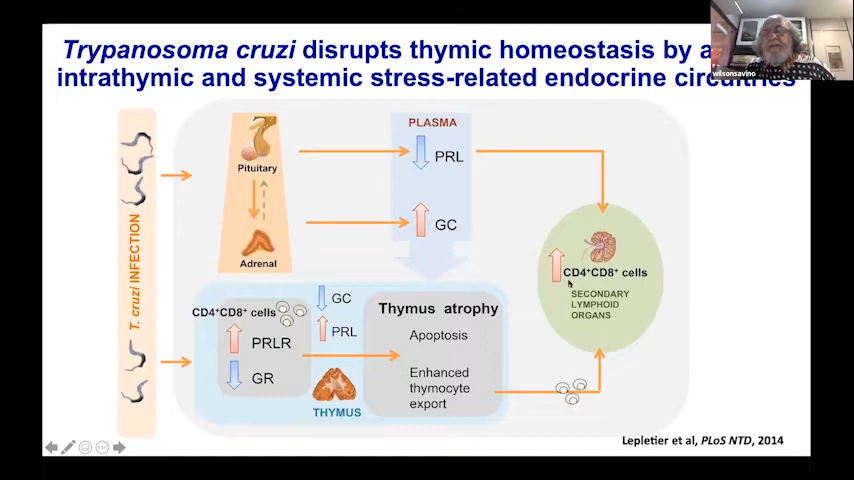 Trypanosoma cruzi disrupts thymic homeostasis by a
intrathymic and systemic stress-related endocrine circuitries
wilsonsavino
T. cruzi INFECTION
Pituitary
Adrenal
PLASMA
PRL
GC
CD4⁺CD8⁺ cells
SECONDARY
LYMPHOID
ORGANS
CD4⁺CD8⁺ cells
PRLR
GR
GC
PRL
THYMUS
Thymus atrophy
Apoptosis
Enhanced
thymocyte
export
Lepletier et al, PLoS NTD, 2014